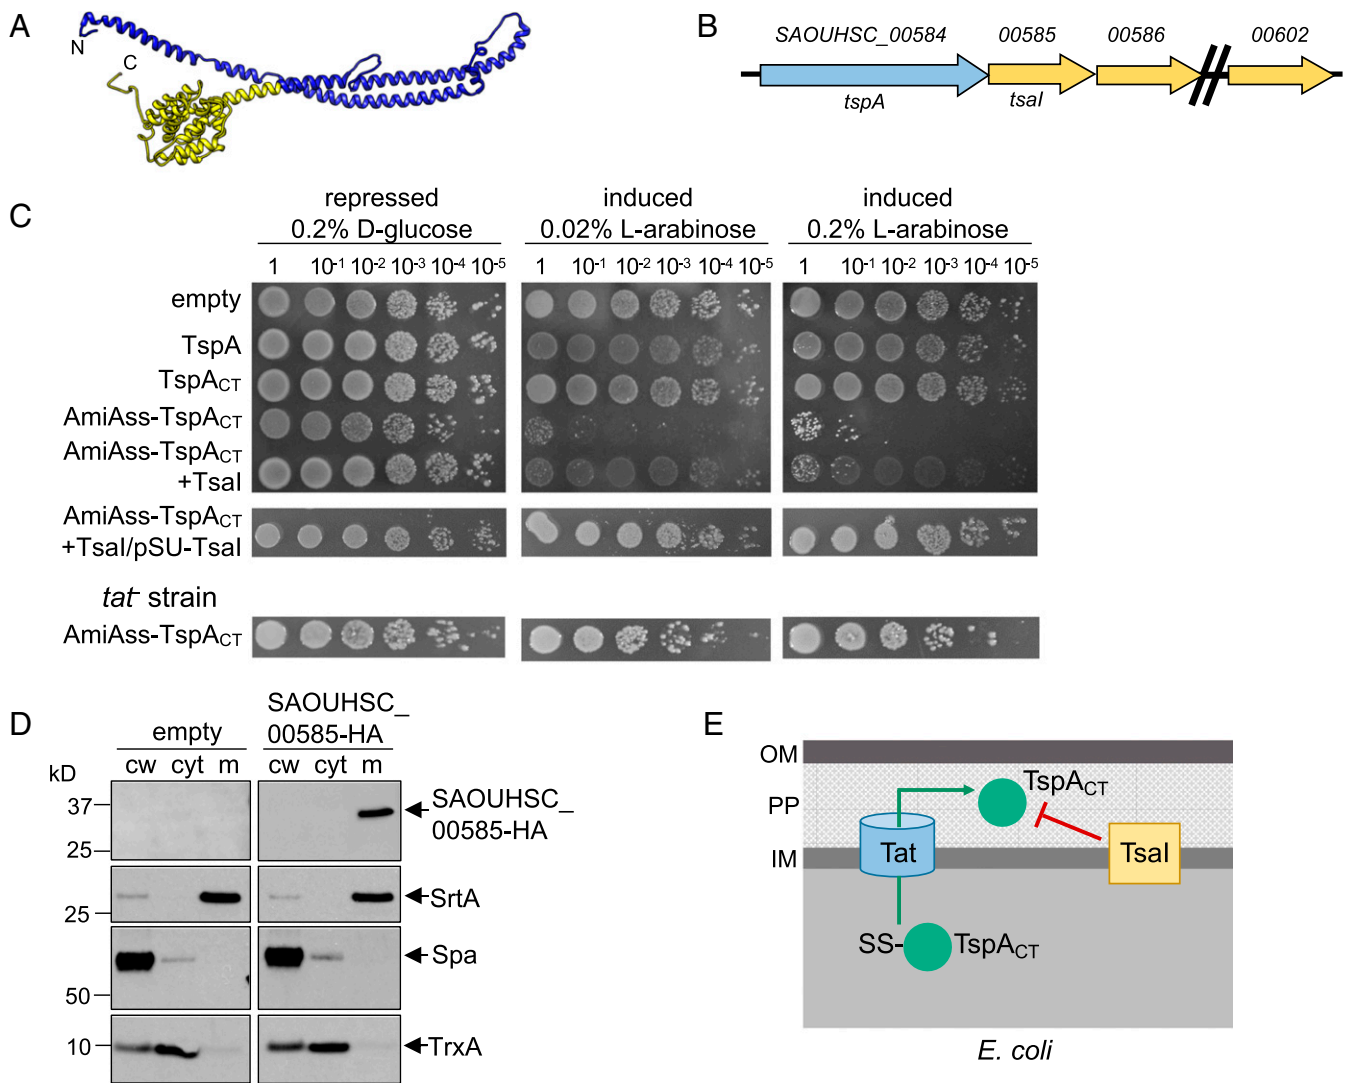 A
N
C
B
SAOUHSC_00584 00585 00586 00602
tspA tsaI
C
repressed induced induced
0.2% D-glucose 0.02% L-arabinose 0.2% L-arabinose
1 10-1 10-2 10-3 10-4 10-5 1 10-1 10-2 10-3 10-4 10-5 1 10-1 10-2 10-3 10-4 10-5
empty
TspA
TspACT
AmiAss-TspACT
AmiAss-TspACT
+TsaI
AmiAss-TspACT
+TsaI/pSU-TsaI
tat- strain
AmiAss-TspACT
D
empty
SAOUHSC_
00585-HA
kD cw cyt m cw cyt m
37
25
SAOUHSC_
00585-HA
25
SrtA
Spa
50
10
TrxA
E
OM
PP
IM
TspACT
Tat
TsaI
SS- TspACT
E. coli